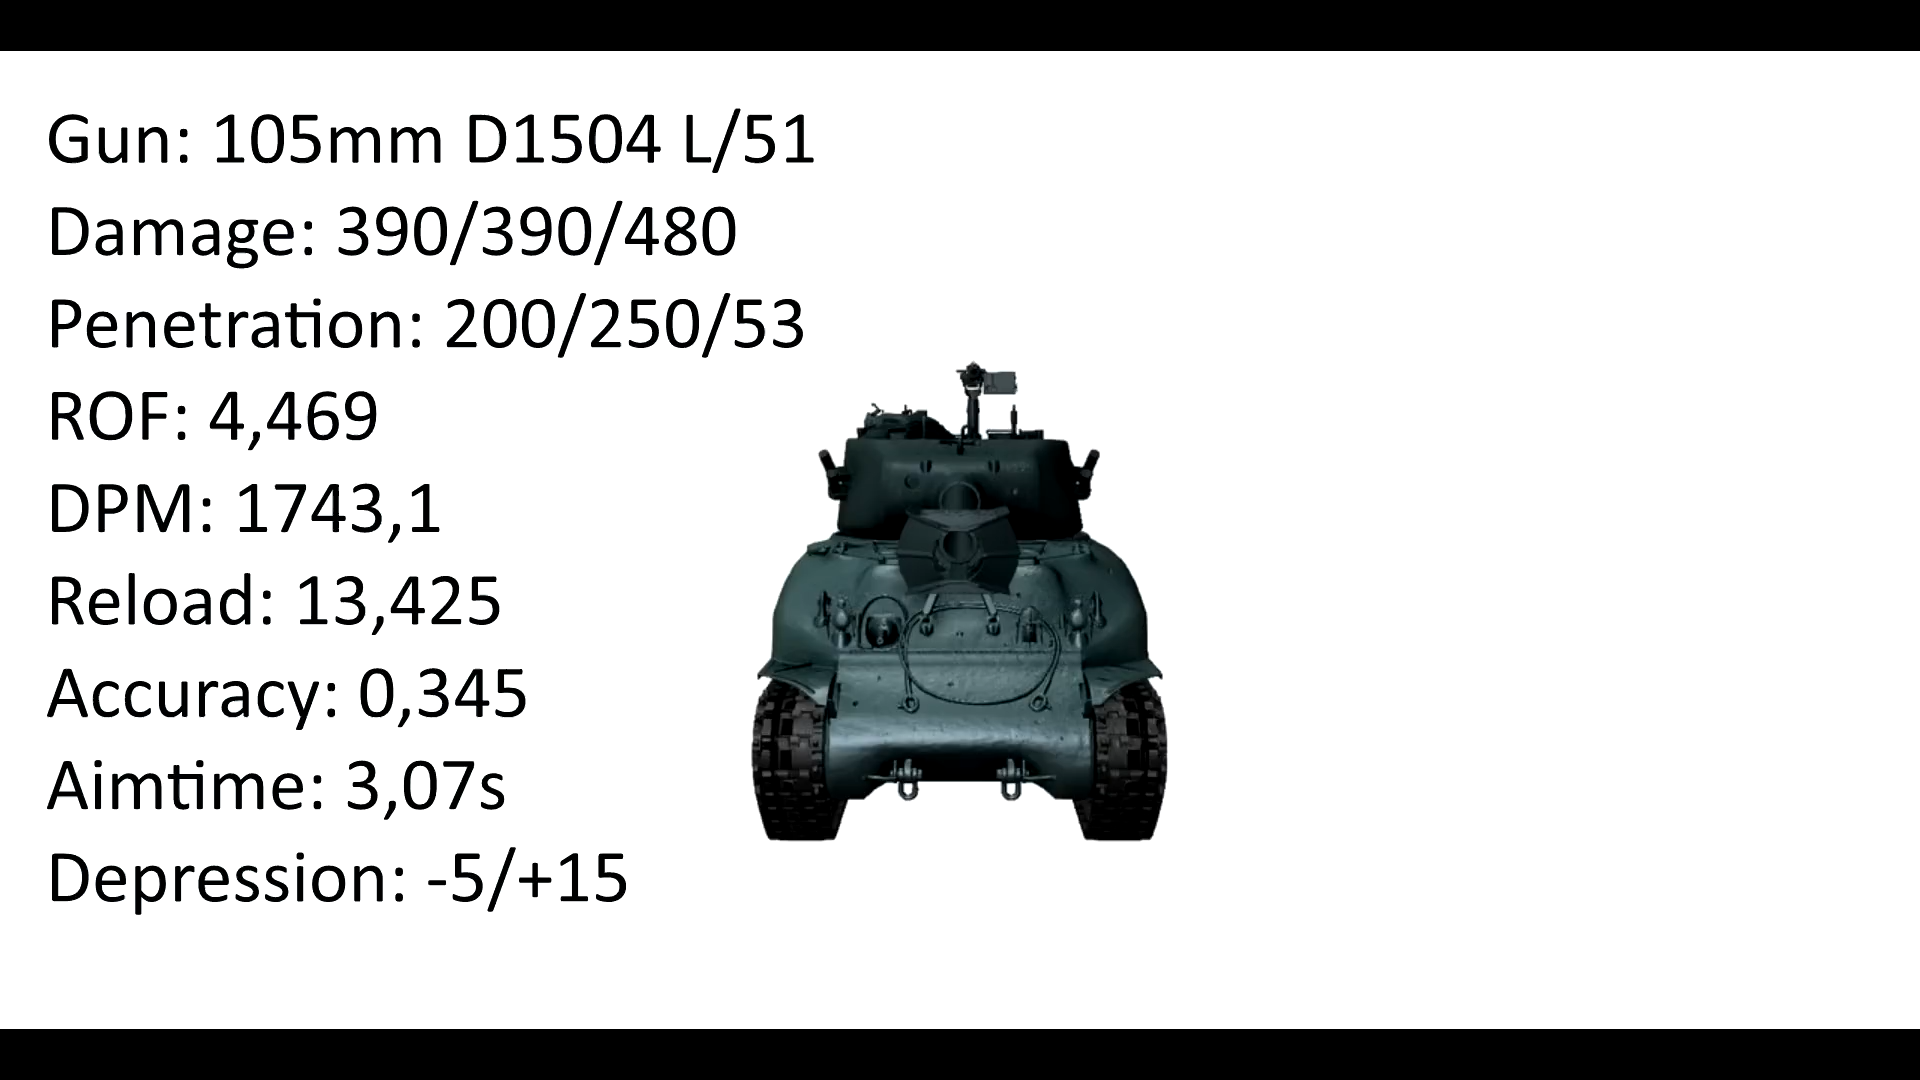 Gun: 105mm D1504 L/51
Damage: 390/390/480
Penetration: 200/250/53
ROF: 4,469
DPM: 1743,1
Reload: 13,425
Accuracy: 0,345
Aimtime: 3,07s
Depression: -5/+15